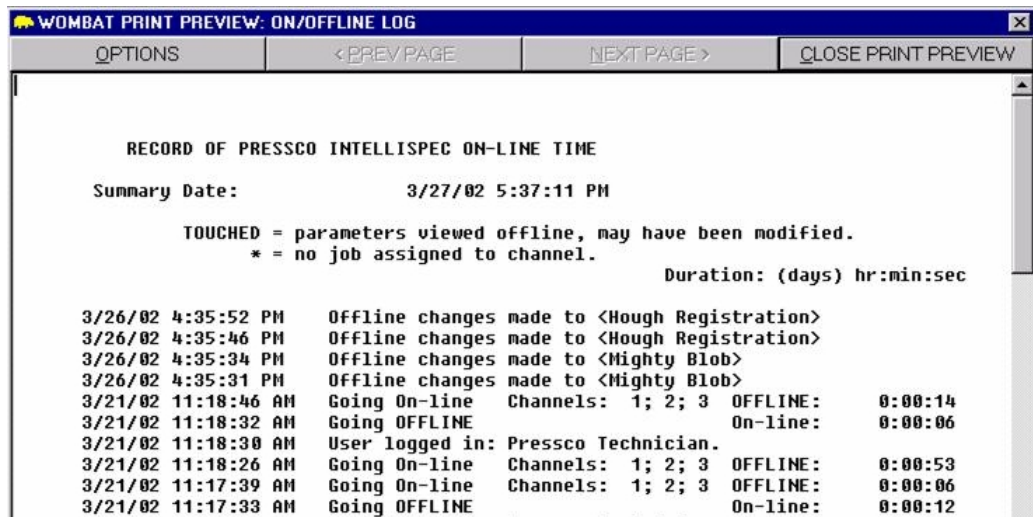 WOMBAT PRINT PREVIEW: ON/OFFLINE LOG
OPTIONS < PREV PAGE NEXT PAGE > CLOSE PRINT PREVIEW
RECORD OF PRESSCO INTELLISPEC ON-LINE TIME
Summary Date: 3/27/02 5:37:11 PM
TOUCHED = parameters viewed offline, may have been modified.
* = no job assigned to channel.
Duration: (days) hr:min:sec
3/26/02 4:35:52 PM Offline changes made to <Hough Registration>
3/26/02 4:35:46 PM Offline changes made to <Hough Registration>
3/26/02 4:35:34 PM Offline changes made to <Mighty Blob>
3/26/02 4:35:31 PM Offline changes made to <Mighty Blob>
3/21/02 11:18:46 AM Going On-line Channels: 1; 2; 3 OFFLINE: 0:00:14
3/21/02 11:18:32 AM Going OFFLINE On-line: 0:00:06
3/21/02 11:18:30 AM User logged in: Pressco Technician.
3/21/02 11:18:26 AM Going On-line Channels: 1; 2; 3 OFFLINE: 0:00:53
3/21/02 11:17:39 AM Going On-line Channels: 1; 2; 3 OFFLINE: 0:00:06
3/21/02 11:17:33 AM Going OFFLINE On-line: 0:00:12